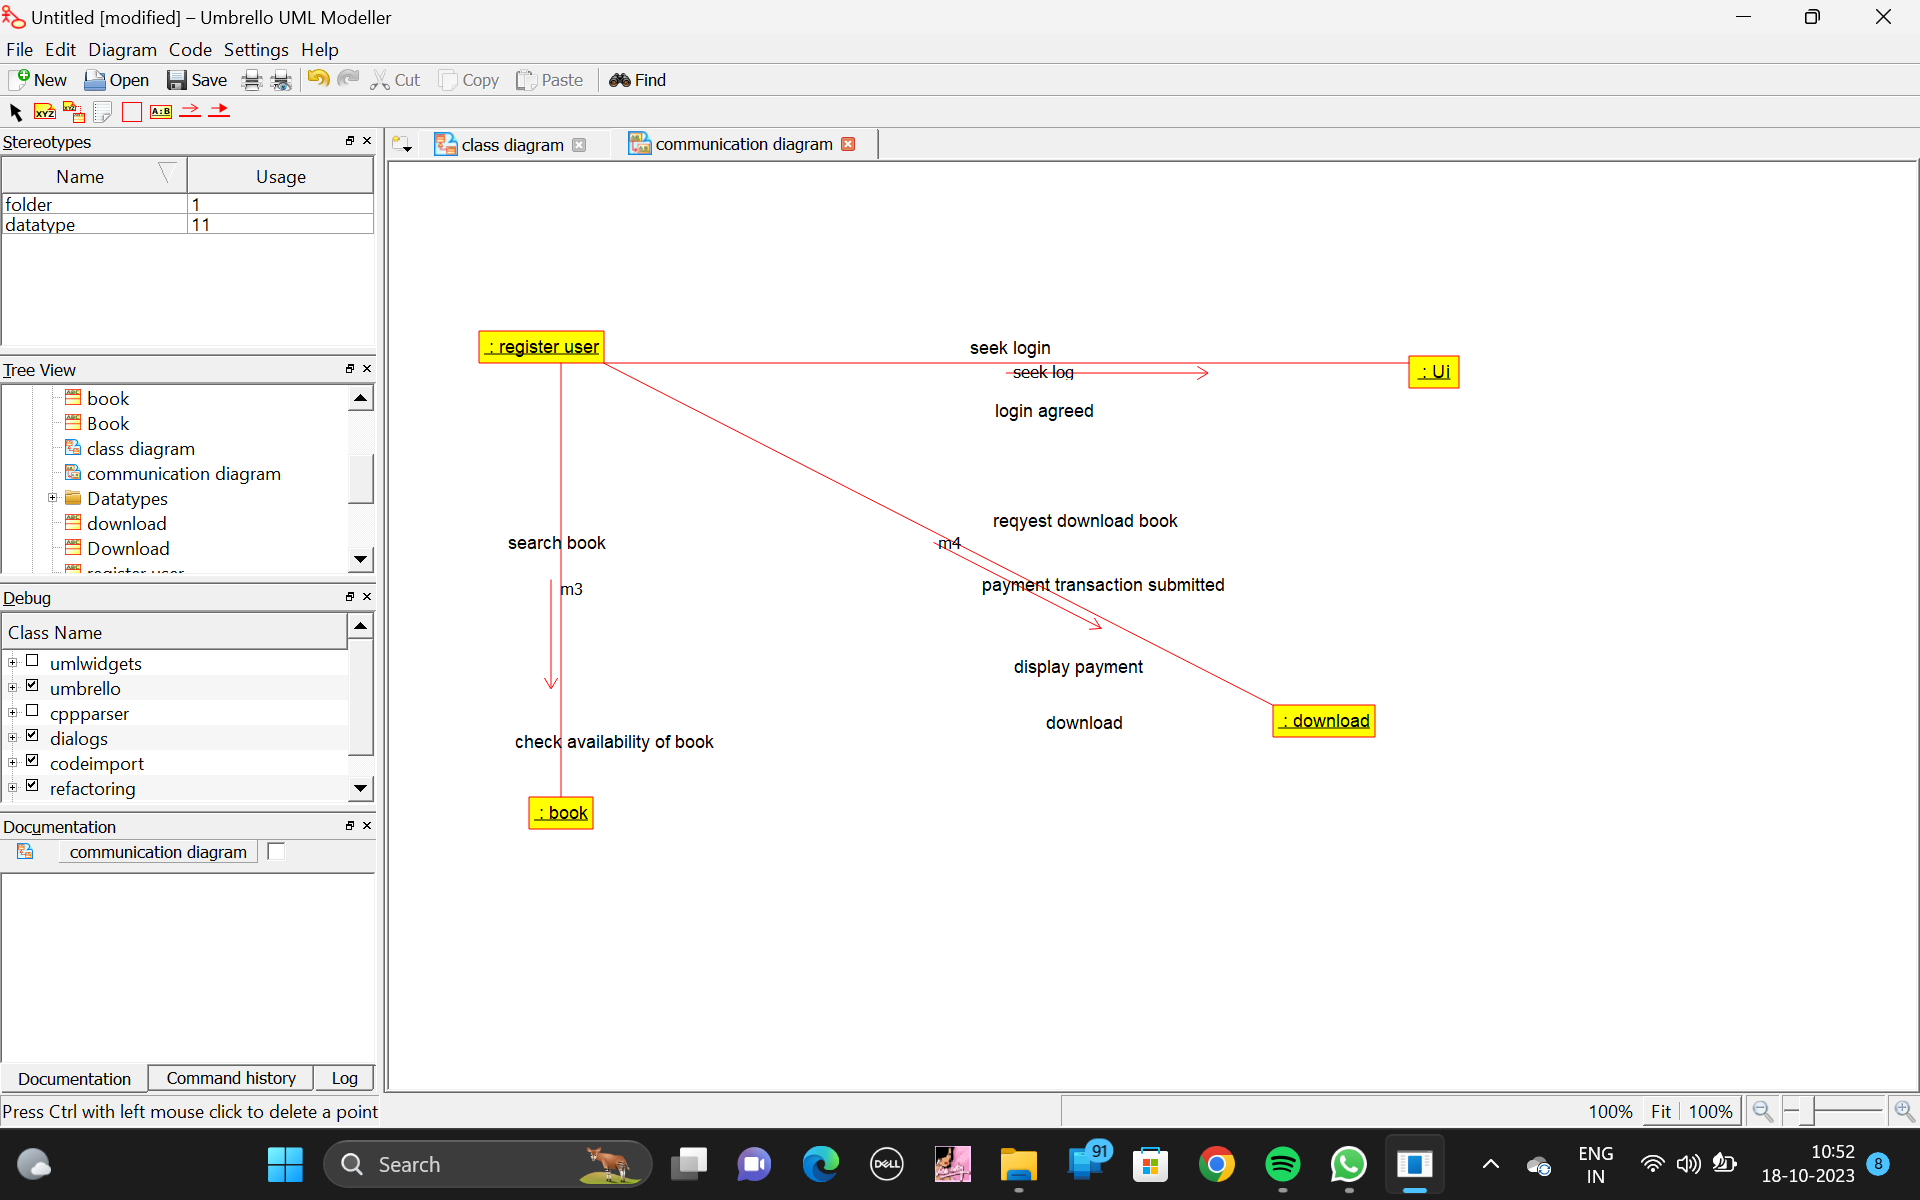 Untitled [modified] – Umbrello UML Modeller
File Edit Diagram Code Settings Help
New Open Save Cut Copy Paste Find
XYZ XYZ A:B
Stereotypes
class diagram communication diagram
Name Usage
folder 1
datatype 11
Tree View
book
Book
class diagram
communication diagram
Datatypes
download
Download
register user
Debug
Class Name
umlwidgets
umbrello
cppparser
dialogs
codeimport
refactoring
Documentation
communication diagram
Documentation Command history Log
Press Ctrl with left mouse click to delete a point
: register user
seek login
seek log
: Ui
login agreed
reqyest download book
search book
m4
m3
payment transaction submitted
display payment
: download
download
check availability of book
: book
100% Fit 100%
Search
DELL
91
ENG
IN
10:52
18-10-2023
8